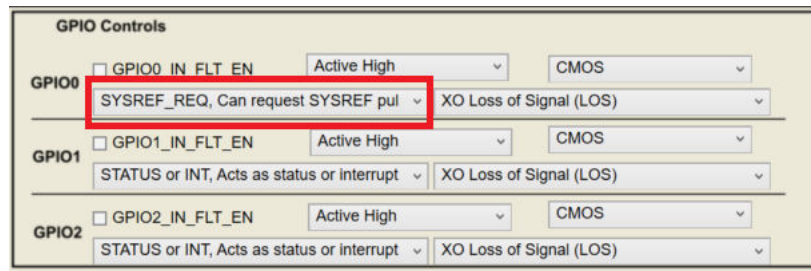 GPIO Controls
GPIO0 GPIO0_IN_FLT_EN Active High CMOS
SYSREF_REQ, Can request SYSREF pul XO Loss of Signal (LOS)
GPIO1 GPIO1_IN_FLT_EN Active High CMOS
STATUS or INT, Acts as status or interrupt XO Loss of Signal (LOS)
GPIO2 GPIO2_IN_FLT_EN Active High CMOS
STATUS or INT, Acts as status or interrupt XO Loss of Signal (LOS)